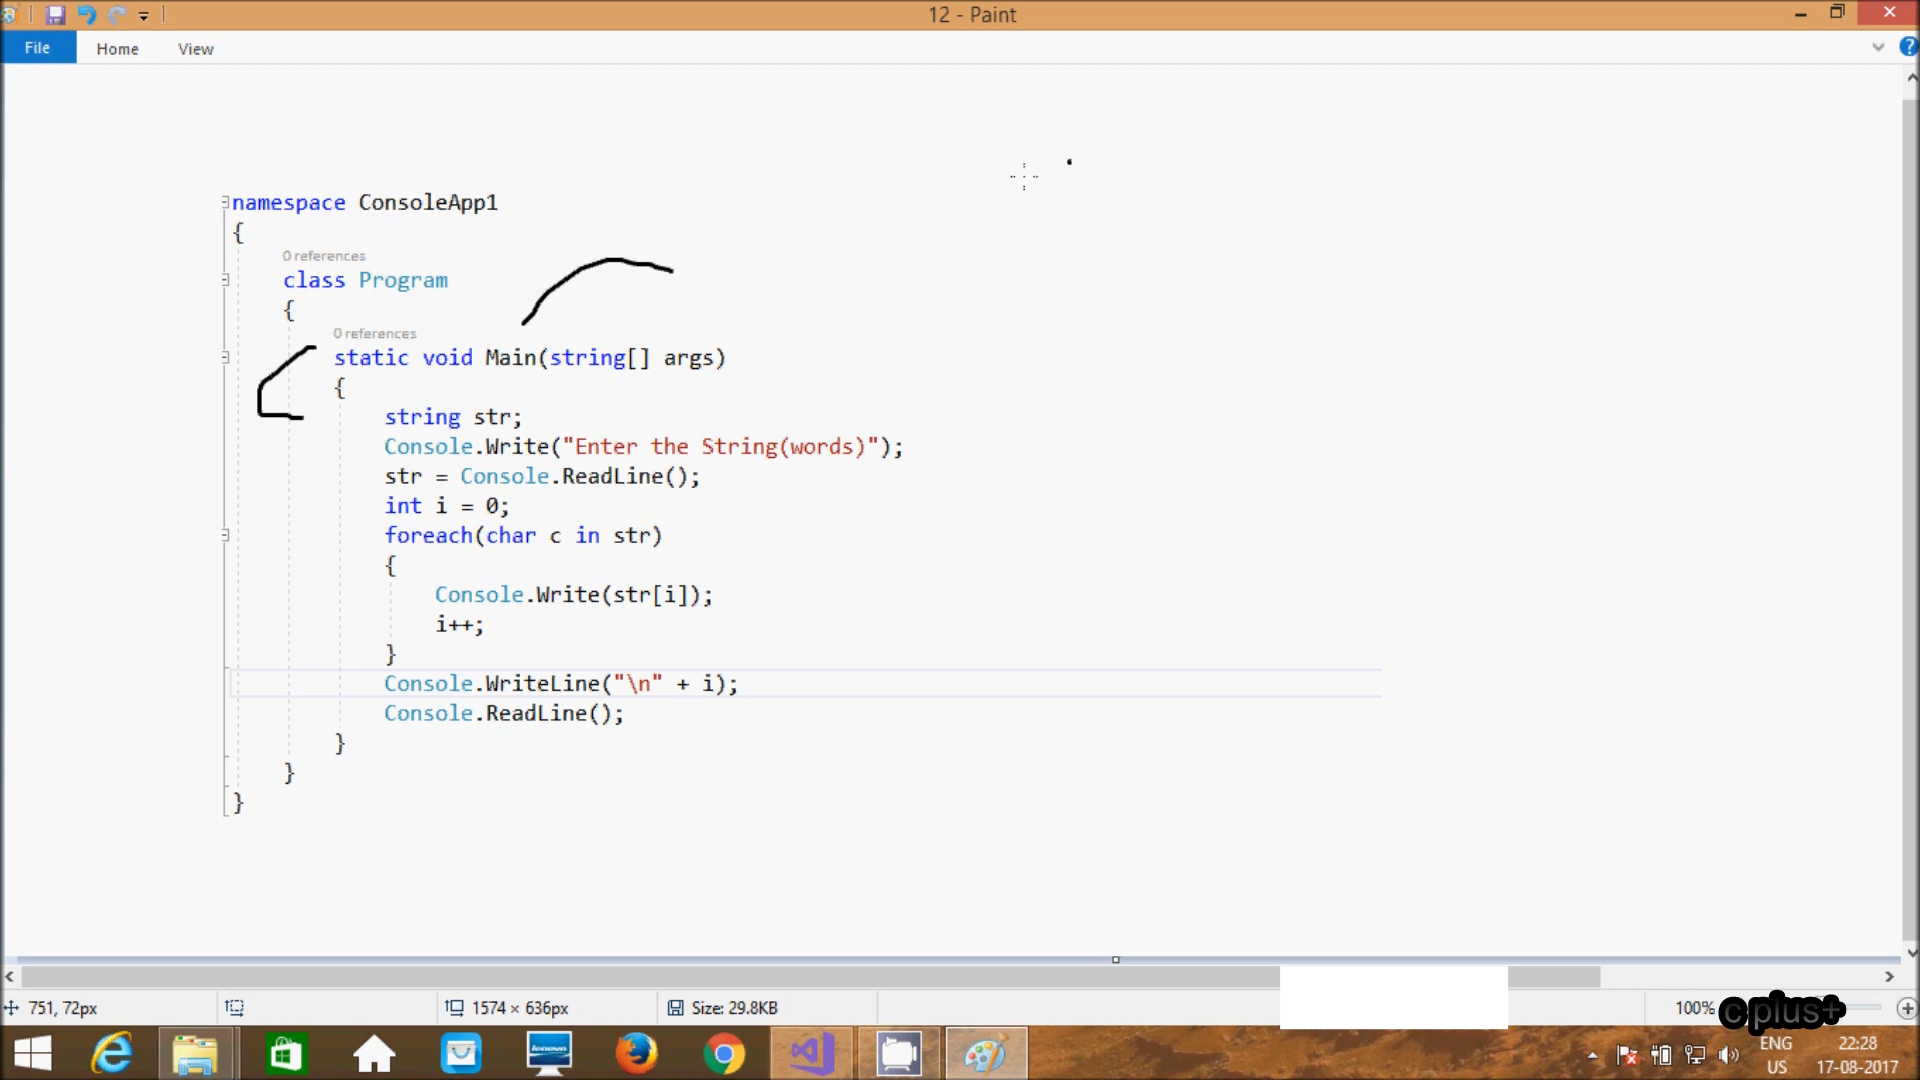 12 - Paint
File Home View
namespace ConsoleApp1
{
0 references
class Program
{
0 references
static void Main(string[] args)
{
string str;
Console.Write("Enter the String(words)");
str = Console.ReadLine();
int i = 0;
foreach(char c in str)
{
Console.Write(str[i]);
i++;
}
Console.WriteLine("\n" + i);
Console.ReadLine();
}
}
}
751, 72px 1574 × 636px Size: 29.8KB 100% c plus+
lenovo
ENG 22:28
US 17-08-2017